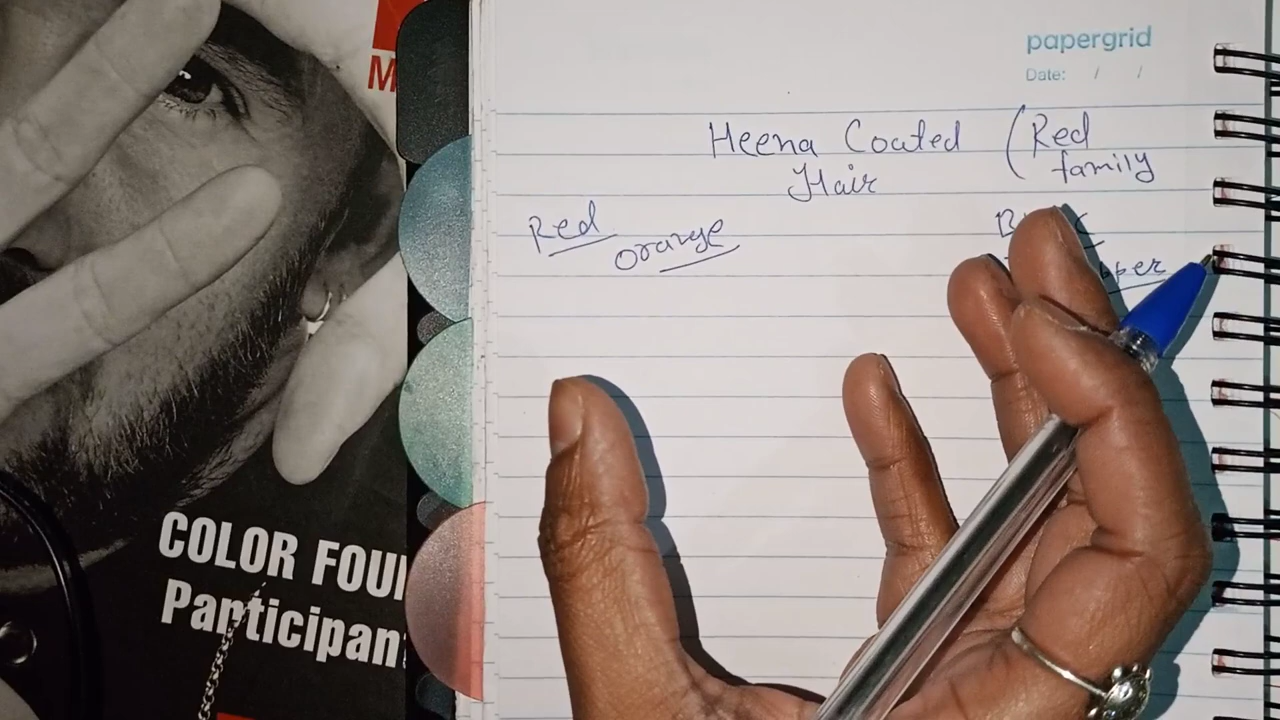 M
COLOR FOU
Participan
papergrid
Date: / /
Heena Coated (Red
Hair family
Red
orange